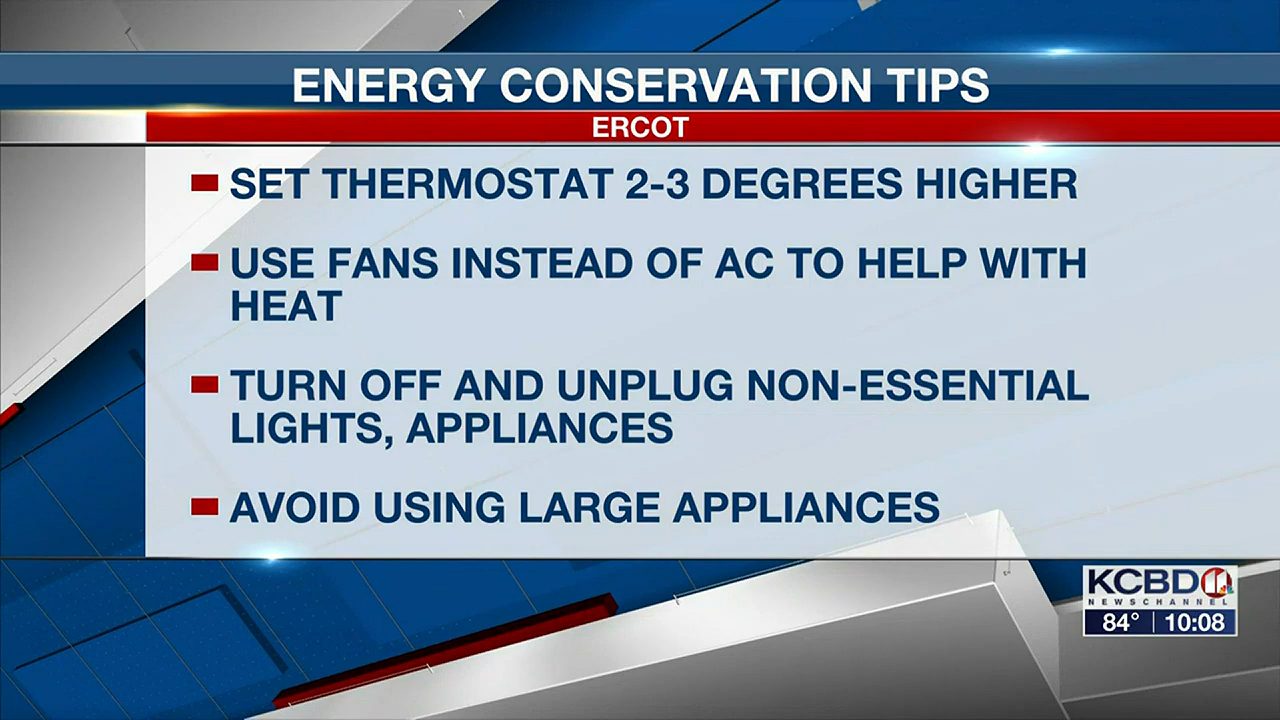 ENERGY CONSERVATION TIPS
ERCOT
SET THERMOSTAT 2-3 DEGREES HIGHER
USE FANS INSTEAD OF AC TO HELP WITH
HEAT
TURN OFF AND UNPLUG NON-ESSENTIAL
LIGHTS, APPLIANCES
AVOID USING LARGE APPLIANCES
KCBD 11
NEWSCHANNEL
84° 10:08